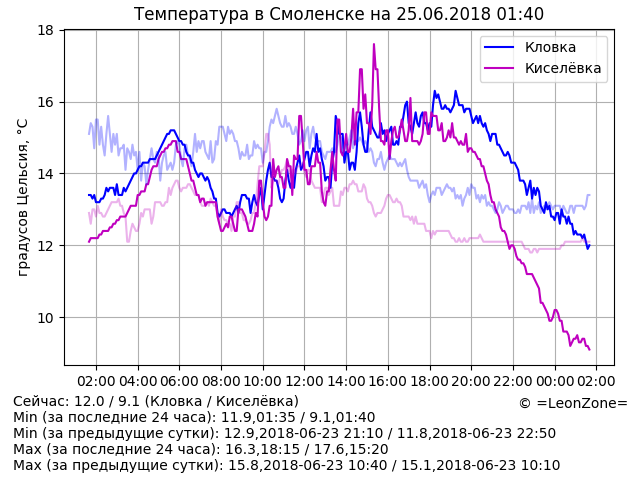 Температура в Смоленске на 25.06.2018 01:40
градусов Цельсия, °C
18
16
14
12
10
Кловка
Киселёвка
02:00 04:00 06:00 08:00 10:00 12:00 14:00 16:00 18:00 20:00 22:00 00:00 02:00
Сейчас: 12.0 / 9.1 (Кловка / Киселёвка)
© =LeonZone=
Min (за последние 24 часа): 11.9,01:35 / 9.1,01:40
Min (за предыдущие сутки): 12.9,2018-06-23 21:10 / 11.8,2018-06-23 22:50
Max (за последние 24 часа): 16.3,18:15 / 17.6,15:20
Max (за предыдущие сутки): 15.8,2018-06-23 10:40 / 15.1,2018-06-23 10:10